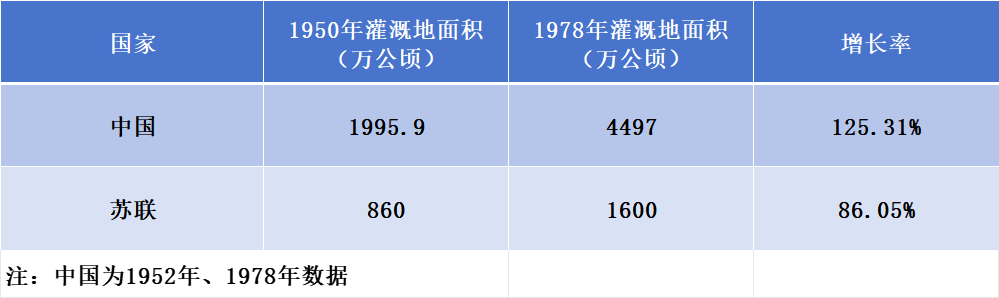 国家 1950年灌溉地面积（万公顷） 1978年灌溉地面积（万公顷） 增长率
中国 1995.9 4497 125.31%
苏联 860 1600 86.05%
注：中国为1952年、1978年数据